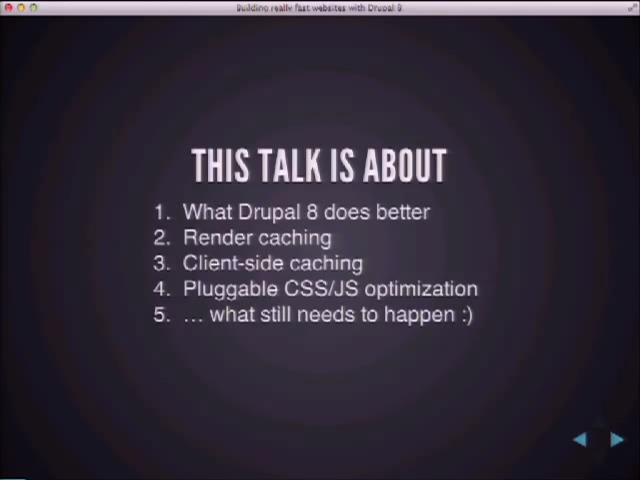 Building really fast websites with Drupal 8
THIS TALK IS ABOUT
1. What Drupal 8 does better
2. Render caching
3. Client-side caching
4. Pluggable CSS/JS optimization
5. … what still needs to happen :)